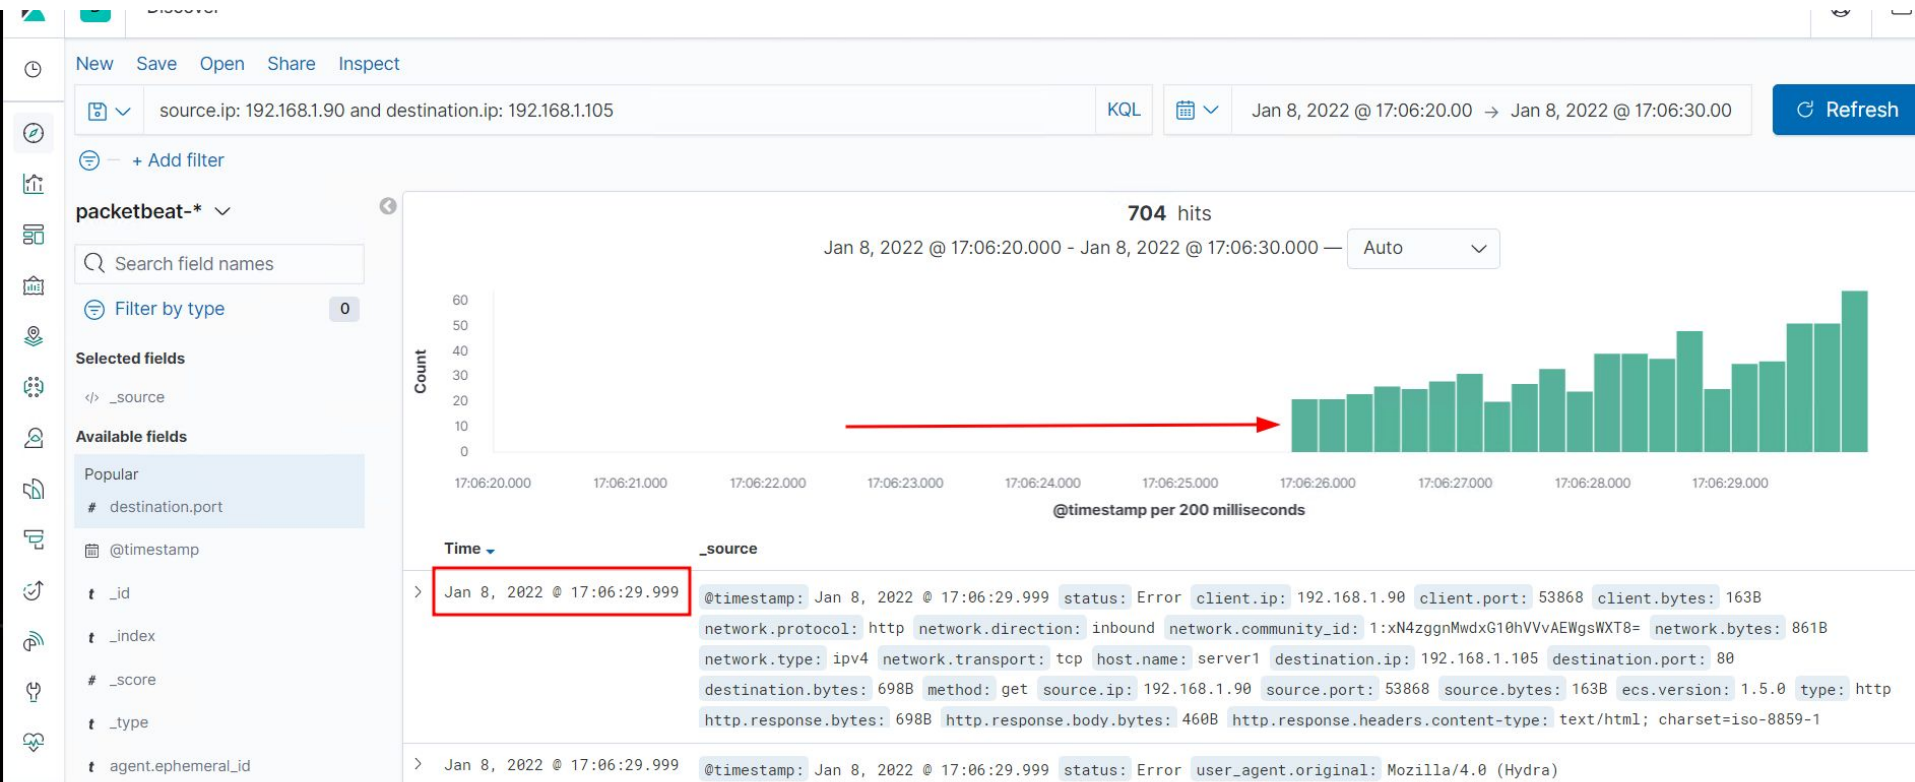 Discover
New Save Open Share Inspect
source.ip: 192.168.1.90 and destination.ip: 192.168.1.105 KQL Jan 8, 2022 @ 17:06:20.00 → Jan 8, 2022 @ 17:06:30.00 Refresh
+ Add filter
packetbeat-*
Search field names
Filter by type 0
Selected fields
</> _source
Available fields
Popular
# destination.port
@timestamp
t _id
t _index
# _score
t _type
t agent.ephemeral_id
704 hits
Jan 8, 2022 @ 17:06:20.000 - Jan 8, 2022 @ 17:06:30.000 — Auto
60
50
40
30
20
10
0
Count
17:06:20.000 17:06:21.000 17:06:22.000 17:06:23.000 17:06:24.000 17:06:25.000 17:06:26.000 17:06:27.000 17:06:28.000 17:06:29.000
@timestamp per 200 milliseconds
Time _source
Jan 8, 2022 @ 17:06:29.999 @timestamp: Jan 8, 2022 @ 17:06:29.999 status: Error client.ip: 192.168.1.90 client.port: 53868 client.bytes: 163B
network.protocol: http network.direction: inbound network.community_id: 1:xN4zggnMwdxG10hVVvAEWgsWXT8= network.bytes: 861B
network.type: ipv4 network.transport: tcp host.name: server1 destination.ip: 192.168.1.105 destination.port: 80
destination.bytes: 698B method: get source.ip: 192.168.1.90 source.port: 53868 source.bytes: 163B ecs.version: 1.5.0 type: http
http.response.bytes: 698B http.response.body.bytes: 460B http.response.headers.content-type: text/html; charset=iso-8859-1
Jan 8, 2022 @ 17:06:29.999 @timestamp: Jan 8, 2022 @ 17:06:29.999 status: Error user_agent.original: Mozilla/4.0 (Hydra)